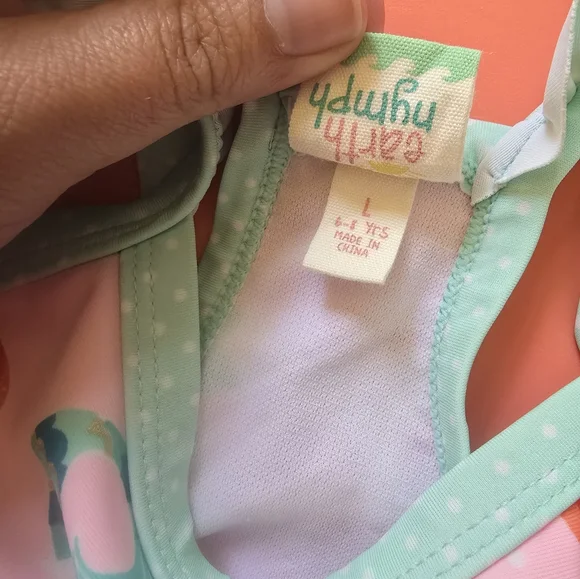 earth
nymph
L
6-8 YRS
MADE IN
CHINA